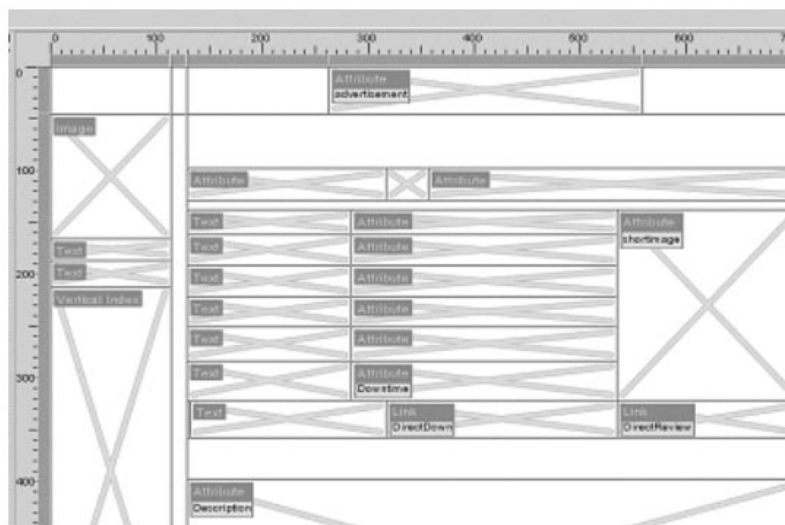 0 100 200 300 400 500 600 700
0
Attribute
advertisement
Image
100
Attribute Attribute
Text Attribute Attribute
shortimage
Text Text Attribute
200
Text Text Attribute
Vertical Index
Text Attribute
Text Attribute
300
Text Attribute
Downtime
Text Link Link
DirectDown DirectReview
400
Attribute
Description